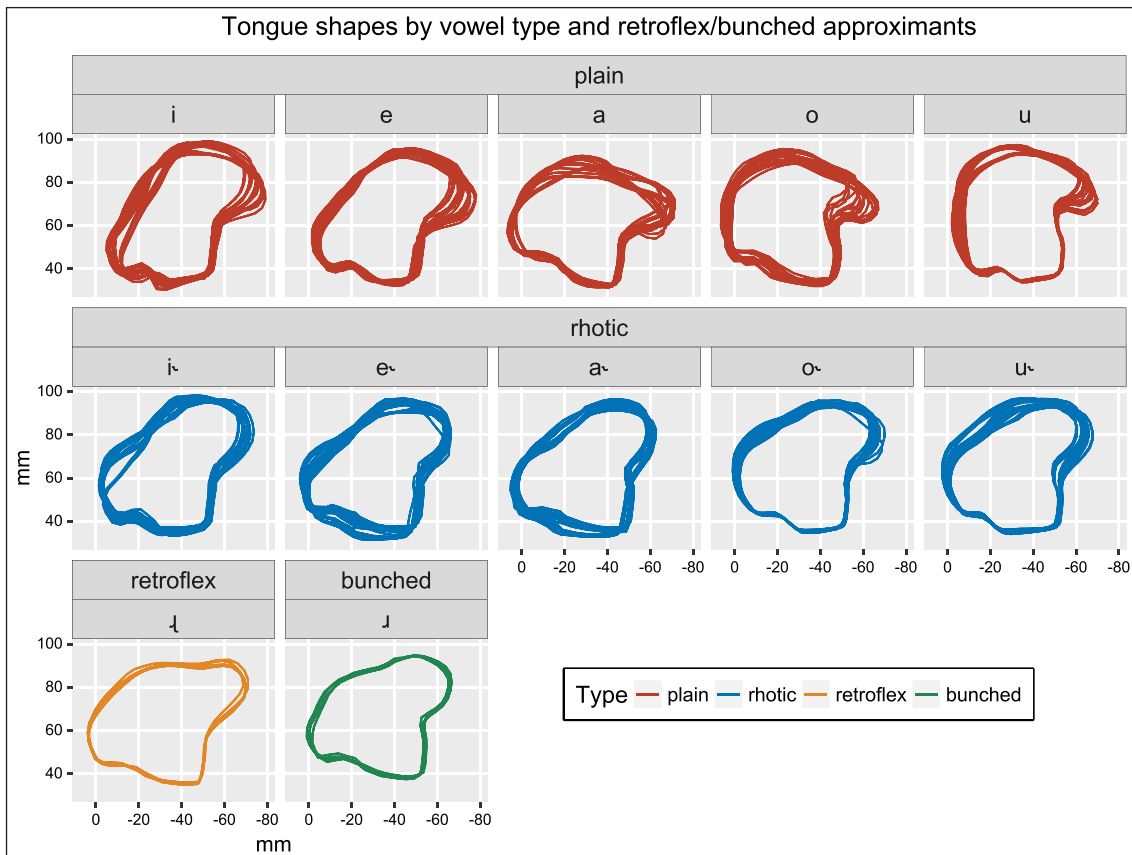 Tongue shapes by vowel type and retroflex/bunched approximants
plain
i e a o u
100
80
60
40
rhotic
i˞ e˞ a˞ o˞ u˞
100
80
60
40
mm
0 -20 -40 -60 -80 0 -20 -40 -60 -80 0 -20 -40 -60 -80
retroflex bunched
ɻ ɹ
100
80
60
40
0 -20 -40 -60 -80 0 -20 -40 -60 -80
mm
Type plain rhotic retroflex bunched